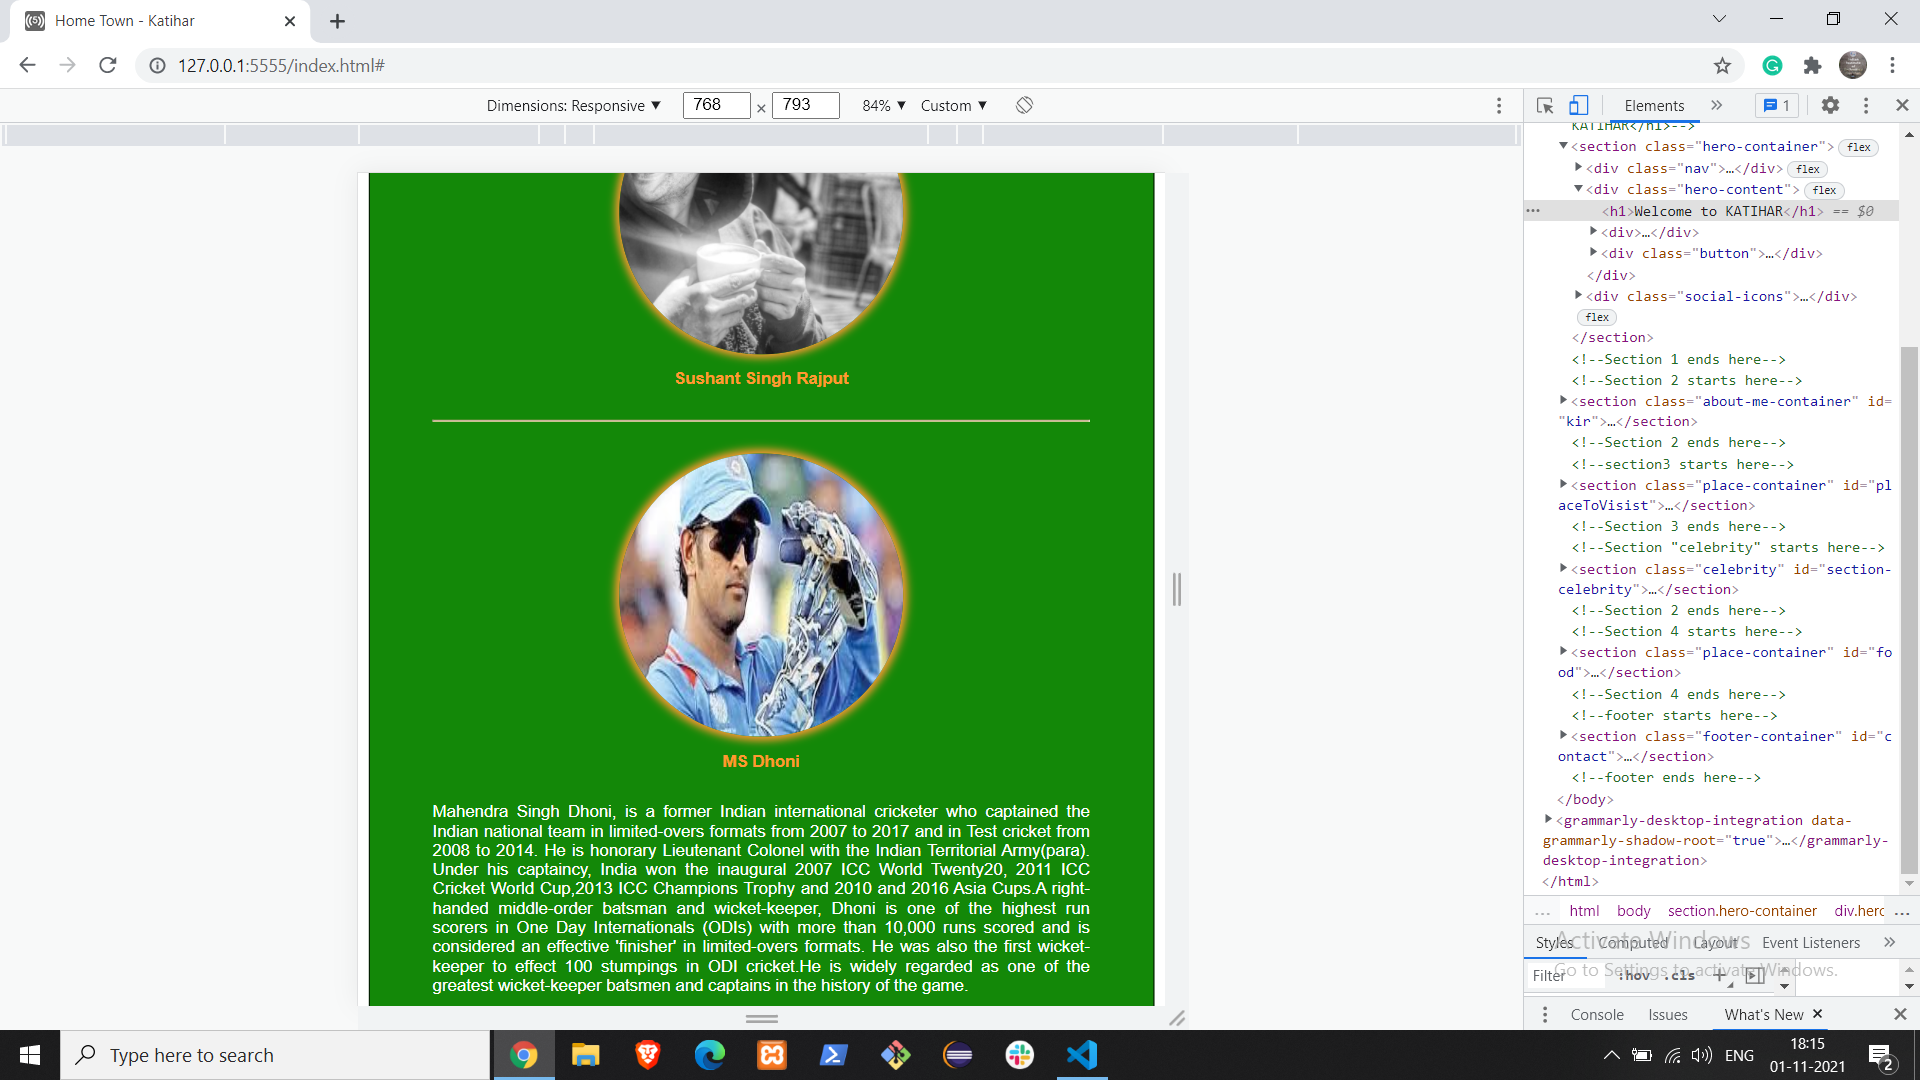 Home Town - Katihar
127.0.0.1:5555/index.html#
Dimensions: Responsive ▼ 768 × 793 84% ▼ Custom ▼
Sushant Singh Rajput
MS Dhoni
Mahendra Singh Dhoni, is a former Indian international cricketer who captained the
Indian national team in limited-overs formats from 2007 to 2017 and in Test cricket from
2008 to 2014. He is honorary Lieutenant Colonel with the Indian Territorial Army(para).
Under his captaincy, India won the inaugural 2007 ICC World Twenty20, 2011 ICC
Cricket World Cup,2013 ICC Champions Trophy and 2010 and 2016 Asia Cups.A right-
handed middle-order batsman and wicket-keeper, Dhoni is one of the highest run
scorers in One Day Internationals (ODIs) with more than 10,000 runs scored and is
considered an effective 'finisher' in limited-overs formats. He was also the first wicket-
keeper to effect 100 stumpings in ODI cricket.He is widely regarded as one of the
greatest wicket-keeper batsmen and captains in the history of the game.
Elements » 1
KATIHAR</h1>-->
▼<section class="hero-container"> flex
▶<div class="nav">…</div> flex
▼<div class="hero-content"> flex
<h1>Welcome to KATIHAR</h1> == $0
▶<div>…</div>
▶<div class="button">…</div>
</div>
▶<div class="social-icons">…</div>
flex
</section>
<!--Section 1 ends here-->
<!--Section 2 starts here-->
▶<section class="about-me-container" id=
"kir">…</section>
<!--Section 2 ends here-->
<!--section3 starts here-->
▶<section class="place-container" id="pl
aceToVisist">…</section>
<!--Section 3 ends here-->
<!--Section "celebrity" starts here-->
▶<section class="celebrity" id="section-
celebrity">…</section>
<!--Section 2 ends here-->
<!--Section 4 starts here-->
▶<section class="place-container" id="fo
od">…</section>
<!--Section 4 ends here-->
<!--footer starts here-->
▶<section class="footer-container" id="c
ontact">…</section>
<!--footer ends here-->
</body>
▶<grammarly-desktop-integration data-
grammarly-shadow-root="true">…</grammarly-
desktop-integration>
</html>
… html body section.hero-container div.herc …
Styles Computed Layout Event Listeners »
Activate Windows
Filter :hov .cls +
Go to Settings to activate Windows.
Console Issues What's New ×
Type here to search
ENG
18:15
01-11-2021
2